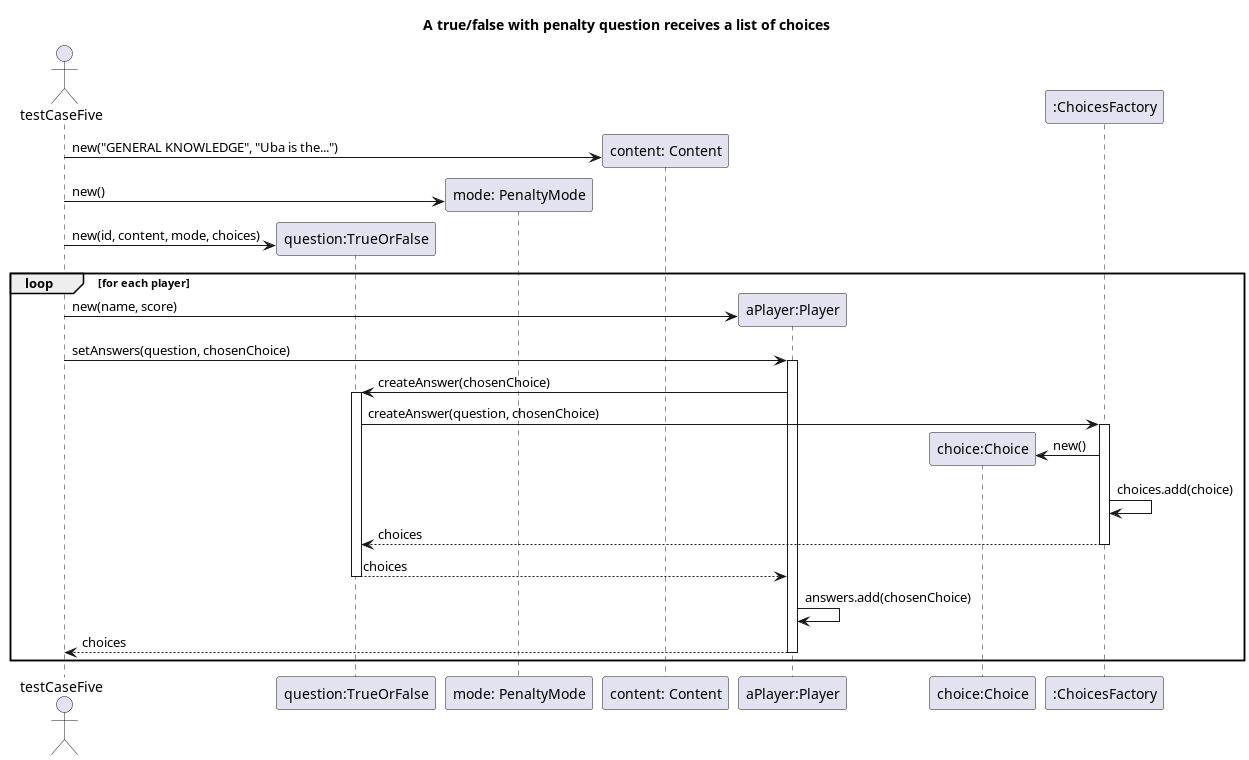 A true/false with penalty question receives a list of choices
testCaseFive
:ChoicesFactory
new("GENERAL KNOWLEDGE", "Uba is the...")
content: Content
new()
mode: PenaltyMode
new(id, content, mode, choices)
question:TrueOrFalse
loop
[for each player]
new(name, score)
aPlayer:Player
setAnswers(question, chosenChoice)
createAnswer(chosenChoice)
createAnswer(question, chosenChoice)
choice:Choice
new()
choices.add(choice)
choices
choices
answers.add(chosenChoice)
choices
testCaseFive
question:TrueOrFalse
mode: PenaltyMode
content: Content
aPlayer:Player
choice:Choice
:ChoicesFactory